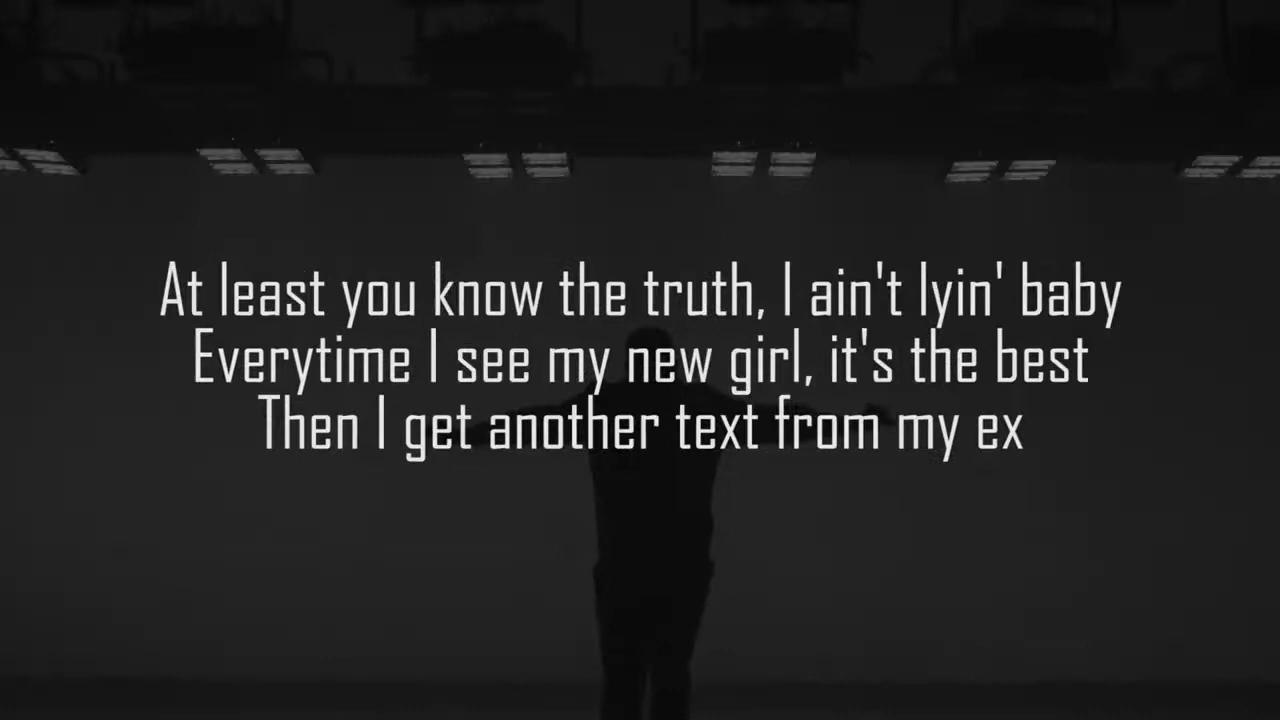 At least you know the truth, I ain't lyin' baby
Everytime I see my new girl, it's the best
Then I get another text from my ex